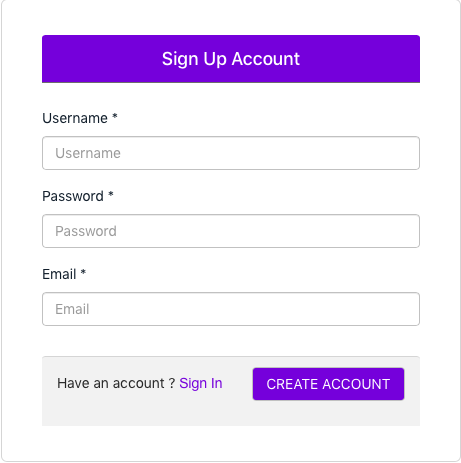 Sign Up Account
Username *
Username
Password *
Password
Email *
Email
Have an account ? Sign In
CREATE ACCOUNT